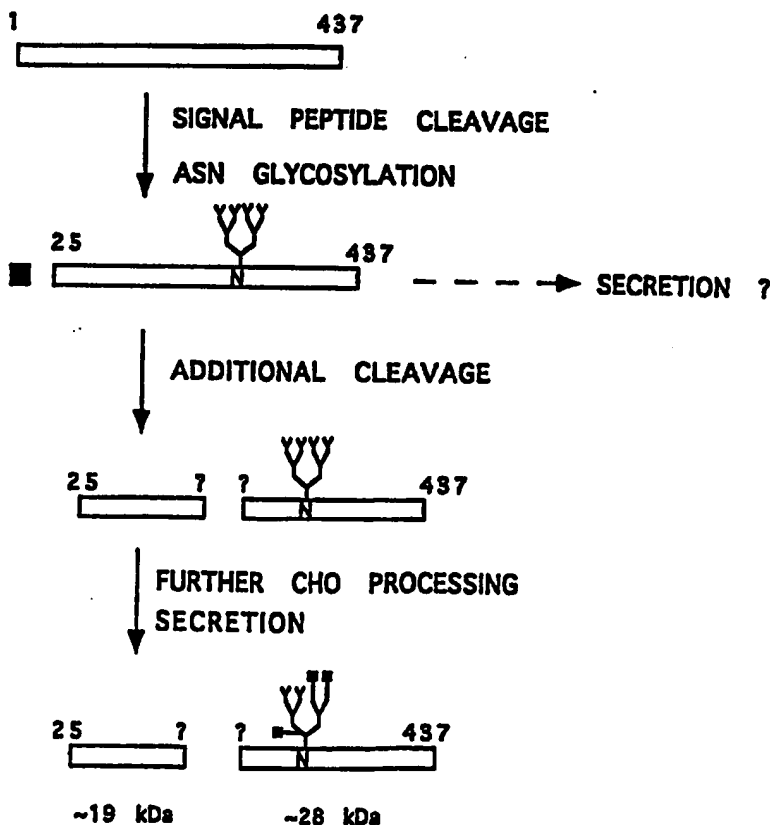 1 437
SIGNAL PEPTIDE CLEAVAGE
ASN GLYCOSYLATION
25 437
N
SECRETION ?
ADDITIONAL CLEAVAGE
25 ? ? 437
N
FURTHER CHO PROCESSING
SECRETION
25 ? ? 437
N
~19 kDa ~28 kDa